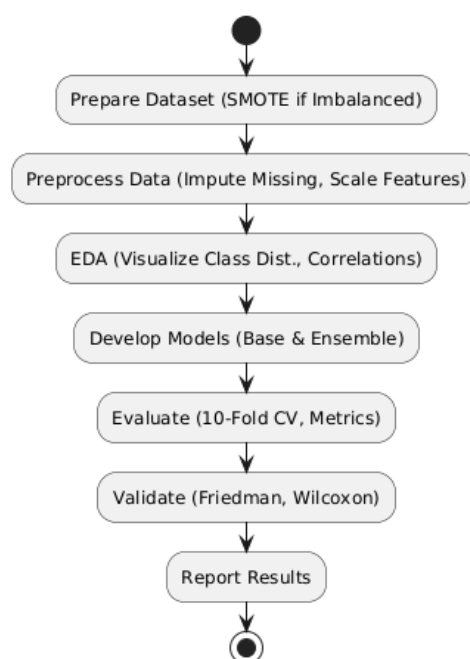 Prepare Dataset (SMOTE if Imbalanced)
Preprocess Data (Impute Missing, Scale Features)
EDA (Visualize Class Dist., Correlations)
Develop Models (Base & Ensemble)
Evaluate (10-Fold CV, Metrics)
Validate (Friedman, Wilcoxon)
Report Results